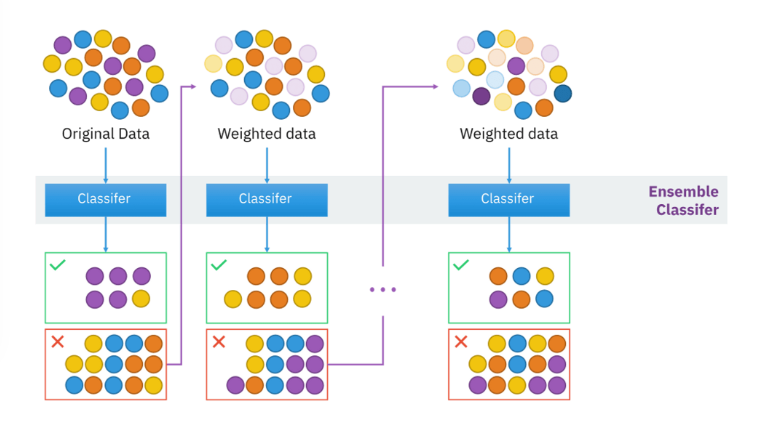 Original Data
Weighted data
Weighted data
Classifer
Classifer
Classifer
Ensemble
Classifer
...